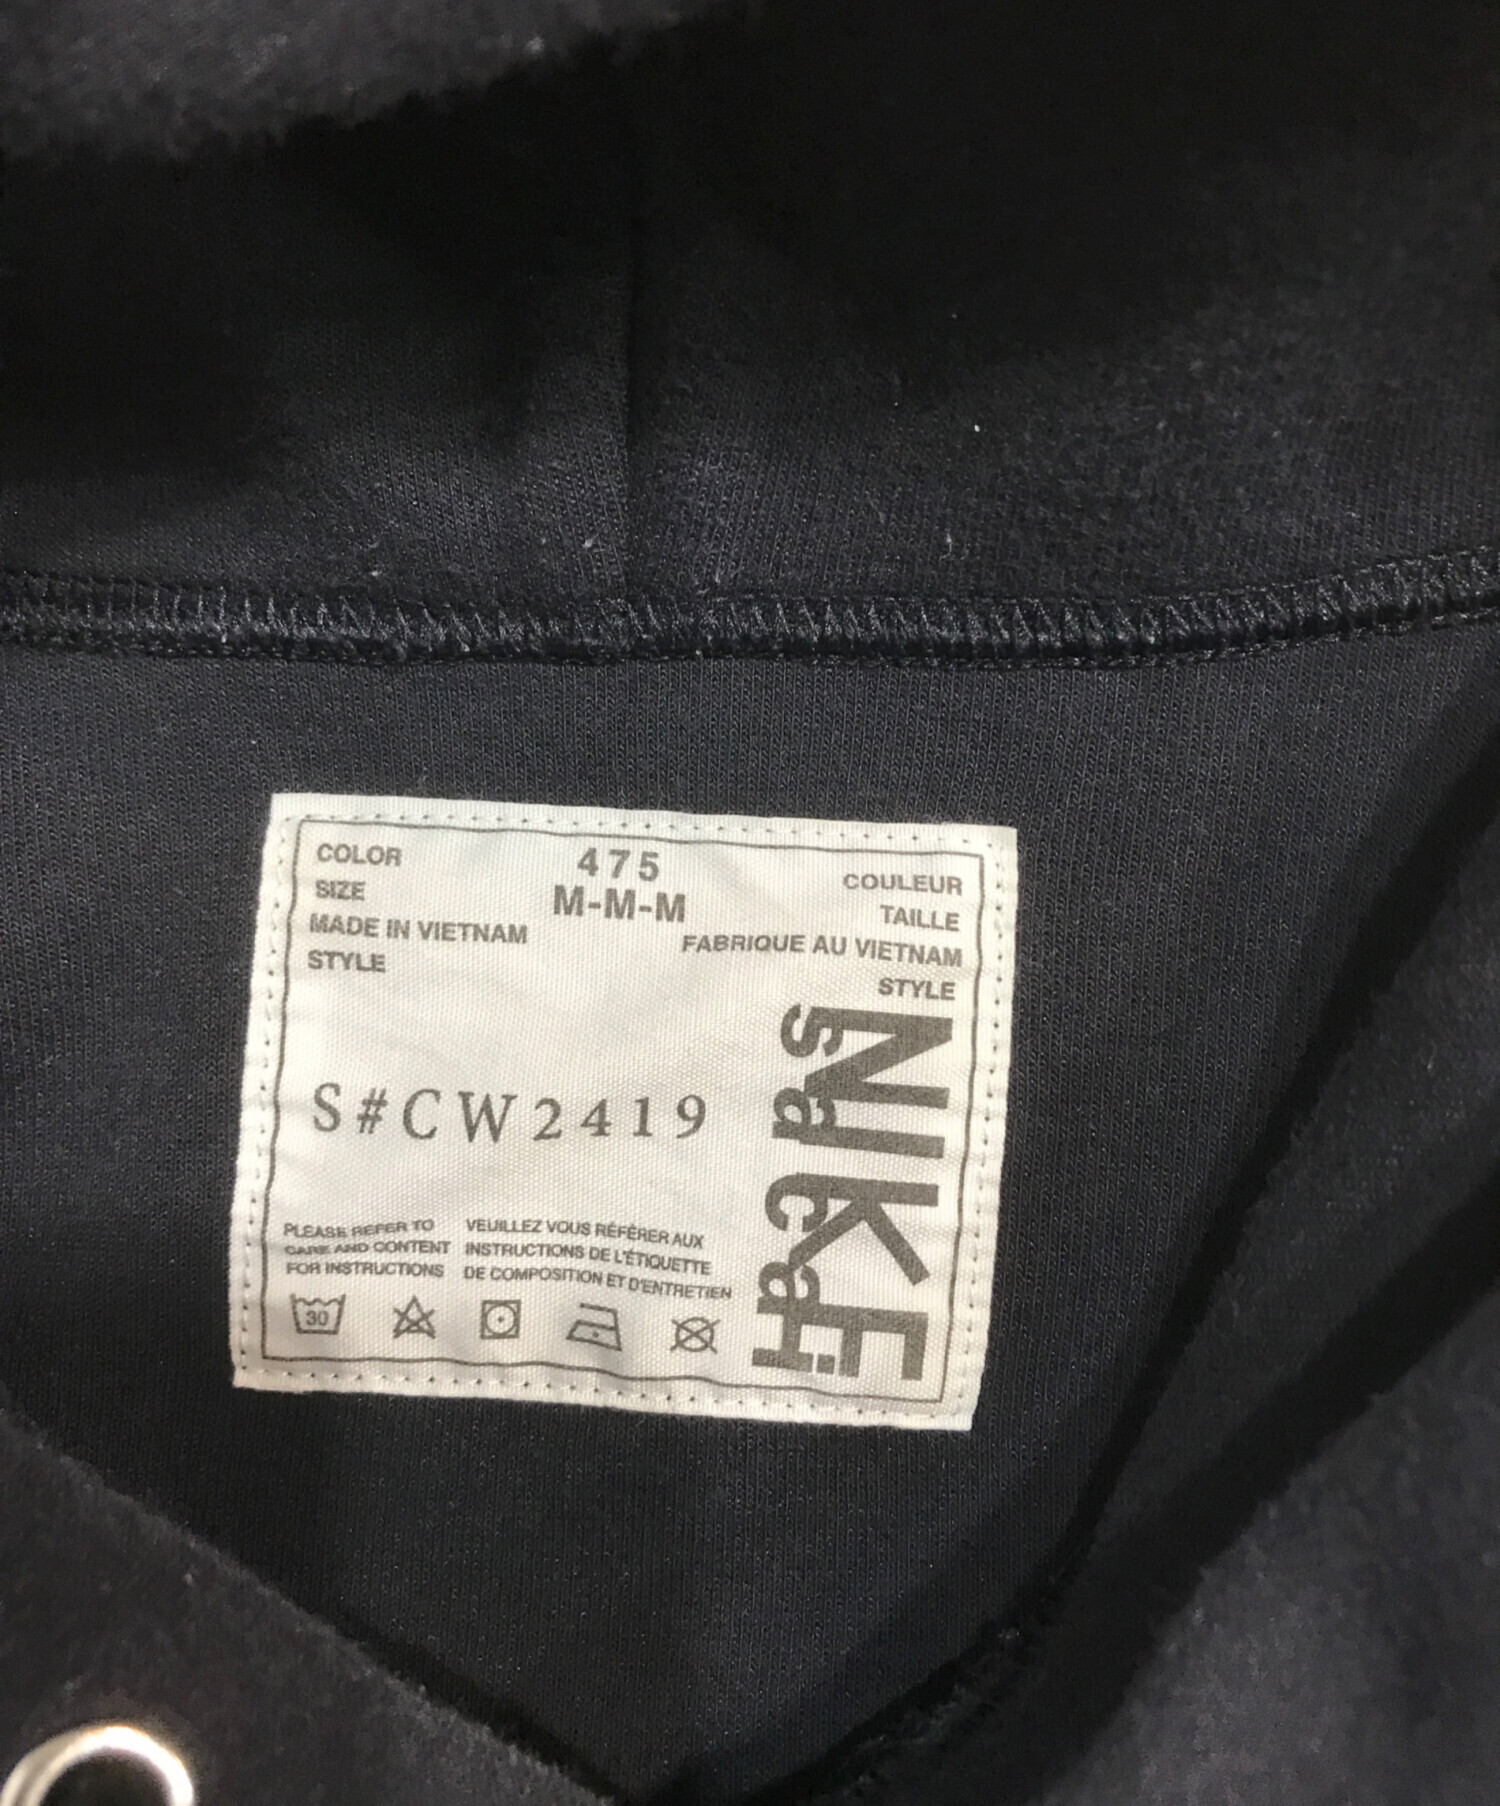 COLOR 475 COULEUR
SIZE M-M-M TAILLE
MADE IN VIETNAM FABRIQUE AU VIETNAM
STYLE STYLE
S#CW2419
NIKE
sacai
PLEASE REFER TO
CARE AND CONTENT
FOR INSTRUCTIONS
VEUILLEZ VOUS RÉFÉRER AUX
INSTRUCTIONS DE L'ÉTIQUETTE
DE COMPOSITION ET D'ENTRETIEN
30